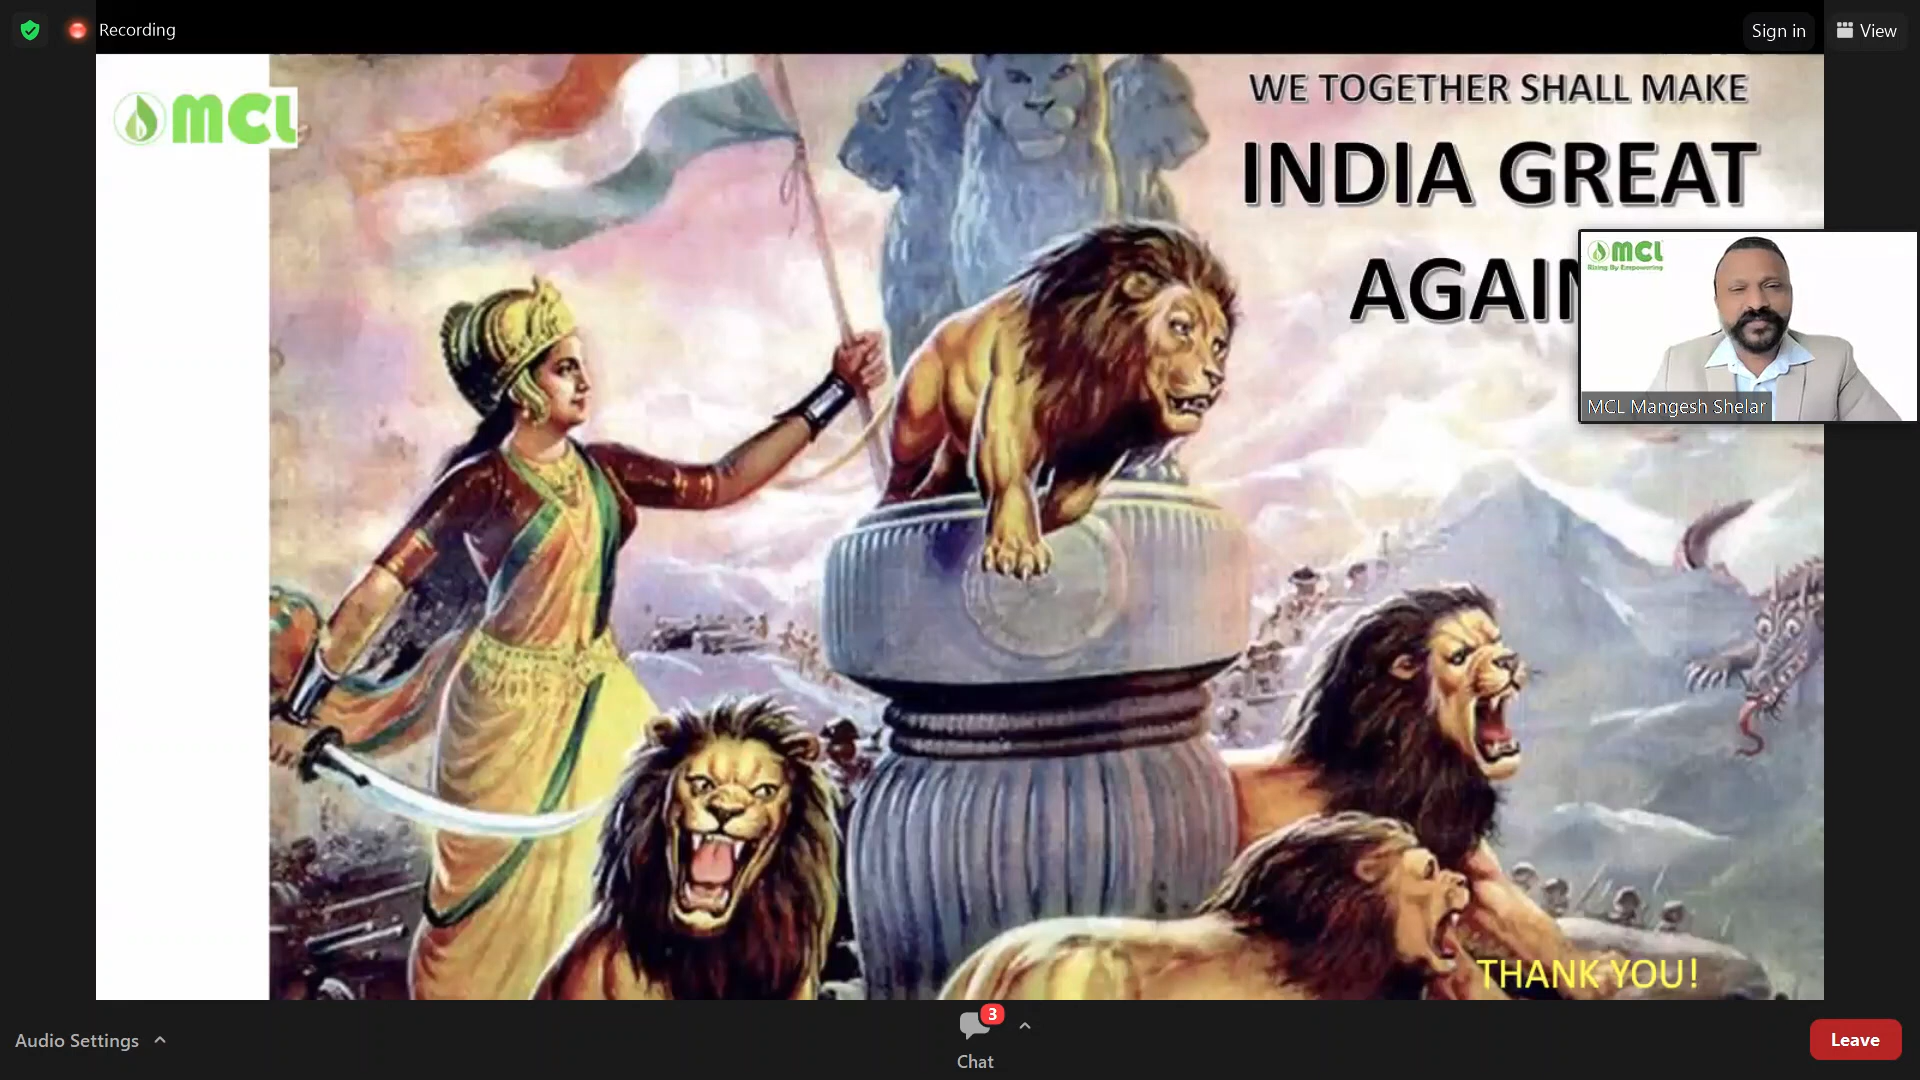 Recording
Sign in
View
MCL
WE TOGETHER SHALL MAKE
INDIA GREAT
AGAIN
MCL
Rising By Empowering
MCL Mangesh Shelar
THANK YOU!
Audio Settings
3
Chat
Leave